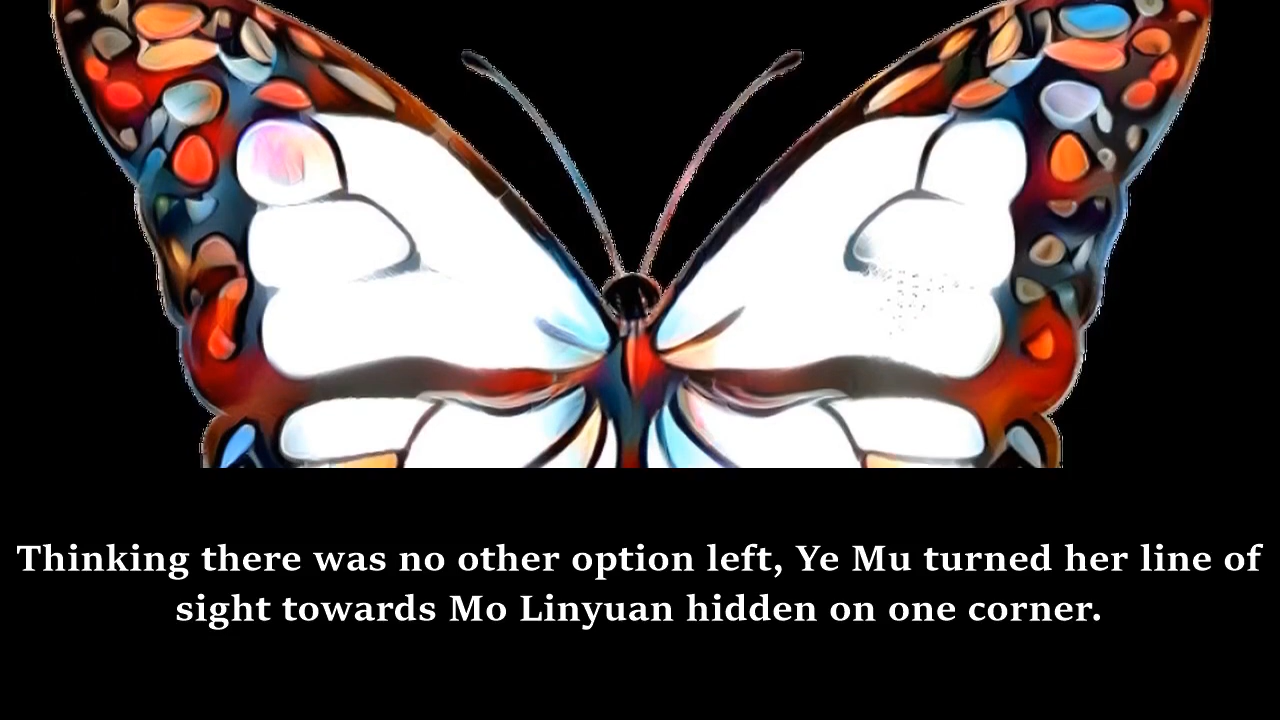 Thinking there was no other option left, Ye Mu turned her line of
sight towards Mo Linyuan hidden on one corner.